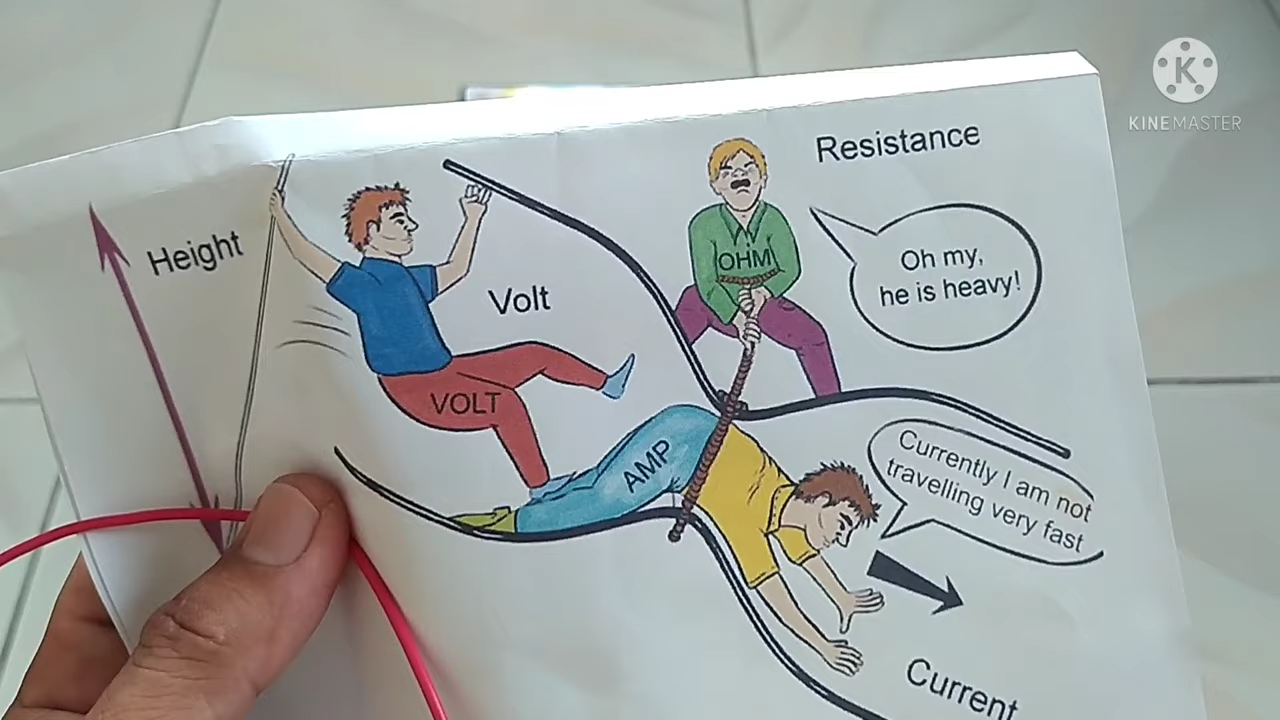 K
KINEMASTER
Resistance
Height
Volt
OHM
Oh my,
he is heavy!
VOLT
AMP
Currently I am not
travelling very fast
Current